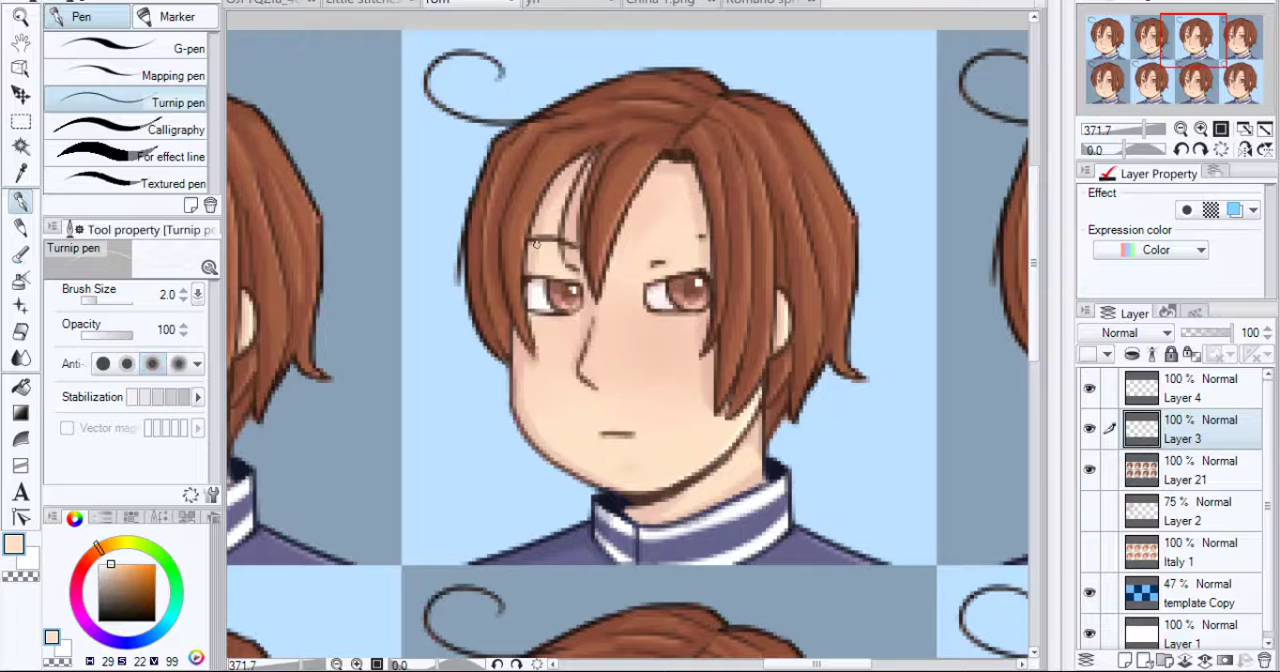 Little stitches
yn
China 1.png
Romano sp
Pen
Marker
G-pen
Mapping pen
Turnip pen
Calligraphy
For effect line
Textured pen
Tool property [Turnip pe
Turnip pen
Brush Size 2.0
Opacity 100
Anti-
Stabilization
Vector mag
H 29 S 22 V 99
371.7
0.0
371.7
0.0
Layer Property
Effect
Expression color
Color
Layer
Normal 100
100 % Normal
Layer 4
100 % Normal
Layer 3
100 % Normal
Layer 21
75 % Normal
Layer 2
100 % Normal
Italy 1
47 % Normal
template Copy
100 % Normal
Layer 1